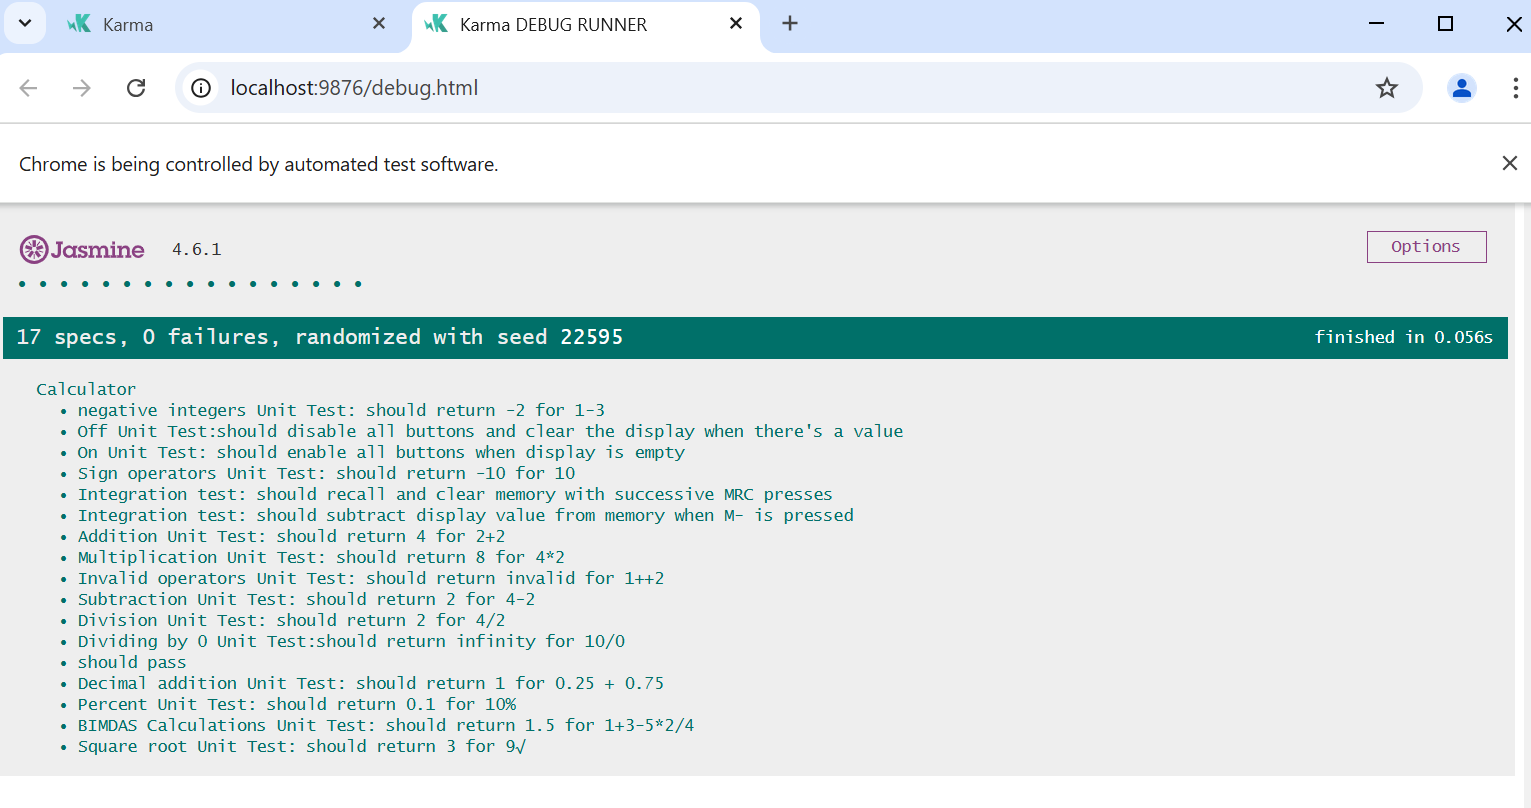 Karma
Karma DEBUG RUNNER
localhost:9876/debug.html
Chrome is being controlled by automated test software.
Jasmine 4.6.1
Options
• • • • • • • • • • • • • • • • •
17 specs, 0 failures, randomized with seed 22595
finished in 0.056s
Calculator
• negative integers Unit Test: should return -2 for 1-3
• Off Unit Test:should disable all buttons and clear the display when there's a value
• On Unit Test: should enable all buttons when display is empty
• Sign operators Unit Test: should return -10 for 10
• Integration test: should recall and clear memory with successive MRC presses
• Integration test: should subtract display value from memory when M- is pressed
• Addition Unit Test: should return 4 for 2+2
• Multiplication Unit Test: should return 8 for 4*2
• Invalid operators Unit Test: should return invalid for 1++2
• Subtraction Unit Test: should return 2 for 4-2
• Division Unit Test: should return 2 for 4/2
• Dividing by 0 Unit Test:should return infinity for 10/0
• should pass
• Decimal addition Unit Test: should return 1 for 0.25 + 0.75
• Percent Unit Test: should return 0.1 for 10%
• BIMDAS Calculations Unit Test: should return 1.5 for 1+3-5*2/4
• Square root Unit Test: should return 3 for 9√